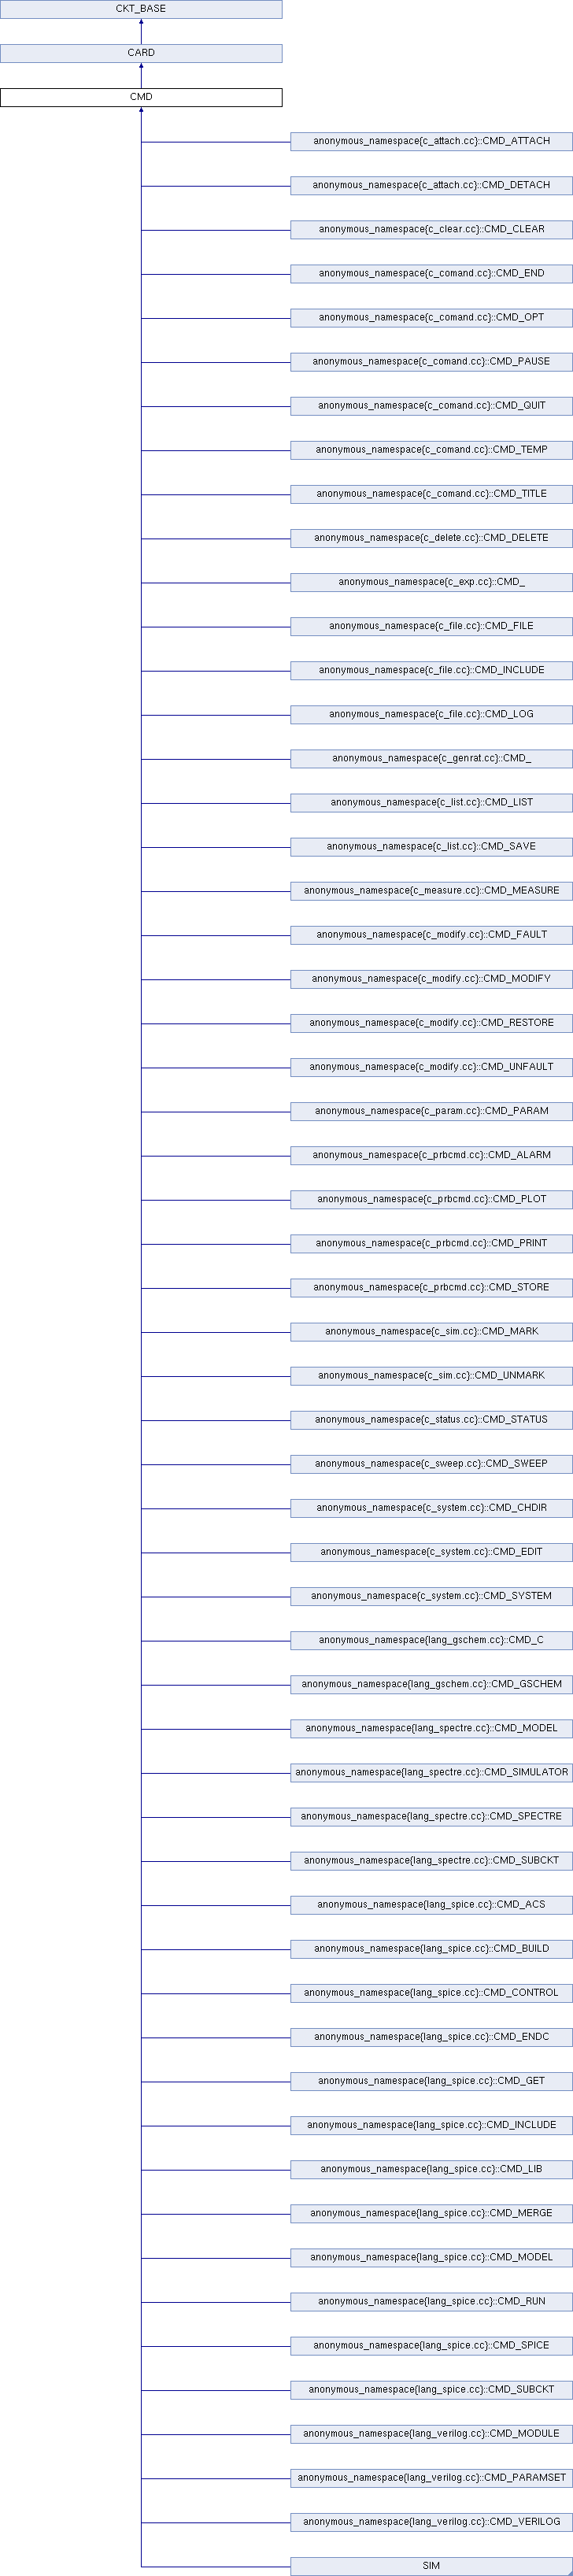 CKT_BASE
CARD
CMD
anonymous_namespace{c_attach.cc}::CMD_ATTACH
anonymous_namespace{c_attach.cc}::CMD_DETACH
anonymous_namespace{c_clear.cc}::CMD_CLEAR
anonymous_namespace{c_comand.cc}::CMD_END
anonymous_namespace{c_comand.cc}::CMD_OPT
anonymous_namespace{c_comand.cc}::CMD_PAUSE
anonymous_namespace{c_comand.cc}::CMD_QUIT
anonymous_namespace{c_comand.cc}::CMD_TEMP
anonymous_namespace{c_comand.cc}::CMD_TITLE
anonymous_namespace{c_delete.cc}::CMD_DELETE
anonymous_namespace{c_exp.cc}::CMD_
anonymous_namespace{c_file.cc}::CMD_FILE
anonymous_namespace{c_file.cc}::CMD_INCLUDE
anonymous_namespace{c_file.cc}::CMD_LOG
anonymous_namespace{c_genrat.cc}::CMD_
anonymous_namespace{c_list.cc}::CMD_LIST
anonymous_namespace{c_list.cc}::CMD_SAVE
anonymous_namespace{c_measure.cc}::CMD_MEASURE
anonymous_namespace{c_modify.cc}::CMD_FAULT
anonymous_namespace{c_modify.cc}::CMD_MODIFY
anonymous_namespace{c_modify.cc}::CMD_RESTORE
anonymous_namespace{c_modify.cc}::CMD_UNFAULT
anonymous_namespace{c_param.cc}::CMD_PARAM
anonymous_namespace{c_prbcmd.cc}::CMD_ALARM
anonymous_namespace{c_prbcmd.cc}::CMD_PLOT
anonymous_namespace{c_prbcmd.cc}::CMD_PRINT
anonymous_namespace{c_prbcmd.cc}::CMD_STORE
anonymous_namespace{c_sim.cc}::CMD_MARK
anonymous_namespace{c_sim.cc}::CMD_UNMARK
anonymous_namespace{c_status.cc}::CMD_STATUS
anonymous_namespace{c_sweep.cc}::CMD_SWEEP
anonymous_namespace{c_system.cc}::CMD_CHDIR
anonymous_namespace{c_system.cc}::CMD_EDIT
anonymous_namespace{c_system.cc}::CMD_SYSTEM
anonymous_namespace{lang_gschem.cc}::CMD_C
anonymous_namespace{lang_gschem.cc}::CMD_GSCHEM
anonymous_namespace{lang_spectre.cc}::CMD_MODEL
anonymous_namespace{lang_spectre.cc}::CMD_SIMULATOR
anonymous_namespace{lang_spectre.cc}::CMD_SPECTRE
anonymous_namespace{lang_spectre.cc}::CMD_SUBCKT
anonymous_namespace{lang_spice.cc}::CMD_ACS
anonymous_namespace{lang_spice.cc}::CMD_BUILD
anonymous_namespace{lang_spice.cc}::CMD_CONTROL
anonymous_namespace{lang_spice.cc}::CMD_ENDC
anonymous_namespace{lang_spice.cc}::CMD_GET
anonymous_namespace{lang_spice.cc}::CMD_INCLUDE
anonymous_namespace{lang_spice.cc}::CMD_LIB
anonymous_namespace{lang_spice.cc}::CMD_MERGE
anonymous_namespace{lang_spice.cc}::CMD_MODEL
anonymous_namespace{lang_spice.cc}::CMD_RUN
anonymous_namespace{lang_spice.cc}::CMD_SPICE
anonymous_namespace{lang_spice.cc}::CMD_SUBCKT
anonymous_namespace{lang_verilog.cc}::CMD_MODULE
anonymous_namespace{lang_verilog.cc}::CMD_PARAMSET
anonymous_namespace{lang_verilog.cc}::CMD_VERILOG
SIM